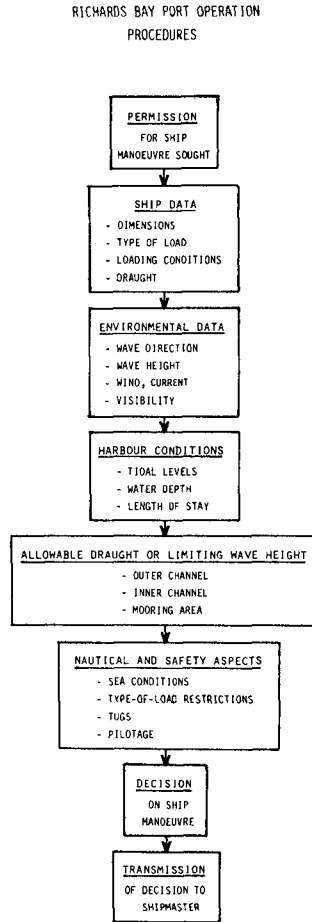 RICHARDS BAY PORT OPERATION
PROCEDURES
PERMISSION
FOR SHIP
MANOEUVRE SOUGHT
SHIP DATA
- DIMENSIONS
- TYPE OF LOAD
- LOADING CONDITIONS
- DRAUGHT
ENVIRONMENTAL DATA
- WAVE DIRECTION
- WAVE HEIGHT
- WIND, CURRENT
- VISIBILITY
HARBOUR CONDITIONS
- TIDAL LEVELS
- WATER DEPTH
- LENGTH OF STAY
ALLOWABLE DRAUGHT OR LIMITING WAVE HEIGHT
- OUTER CHANNEL
- INNER CHANNEL
- MOORING AREA
NAUTICAL AND SAFETY ASPECTS
- SEA CONDITIONS
- TYPE-OF-LOAD RESTRICTIONS
- TUGS
- PILOTAGE
DECISION
ON SHIP
MANOEUVRE
TRANSMISSION
OF DECISION TO
SHIPMASTER